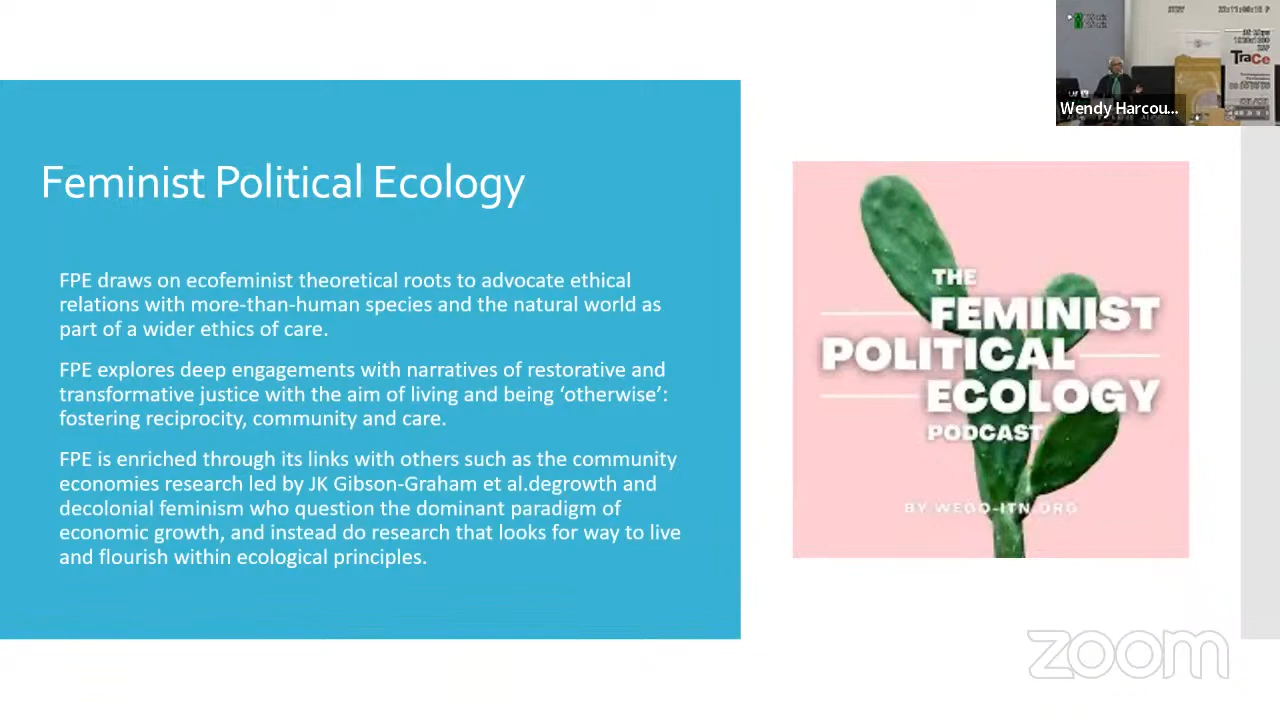 Feminist Political Ecology
FPE draws on ecofeminist theoretical roots to advocate ethical
relations with more-than-human species and the natural world as
part of a wider ethics of care.
FPE explores deep engagements with narratives of restorative and
transformative justice with the aim of living and being ‘otherwise’:
fostering reciprocity, community and care.
FPE is enriched through its links with others such as the community
economies research led by JK Gibson-Graham et al.degrowth and
decolonial feminism who question the dominant paradigm of
economic growth, and instead do research that looks for way to live
and flourish within ecological principles.
THE
FEMINIST
POLITICAL
ECOLOGY
PODCAST
BY WEGO-ITN.ORG
TraCe
Wendy Harcou...
zoom